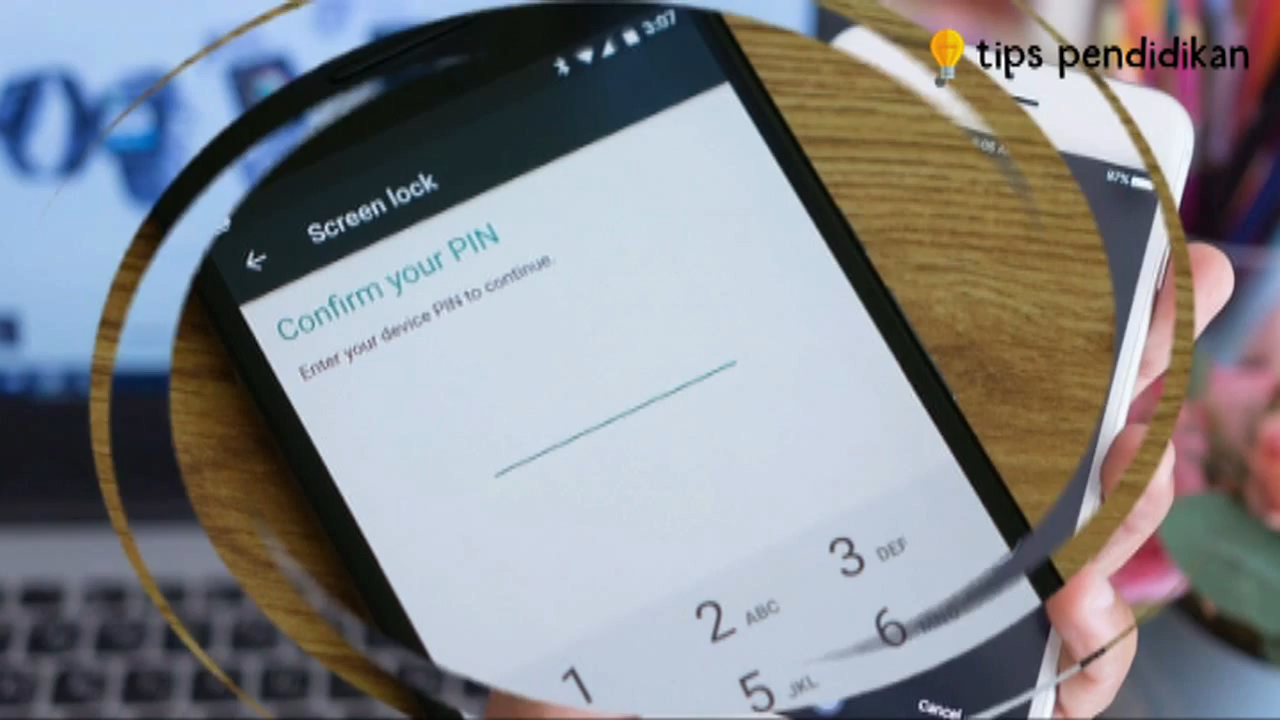 3:07
tips pendidikan
97%
Screen lock
Confirm your PIN
Enter your device PIN to continue.
1
2 ABC
3 DEF
5 JKL
6
Cancel